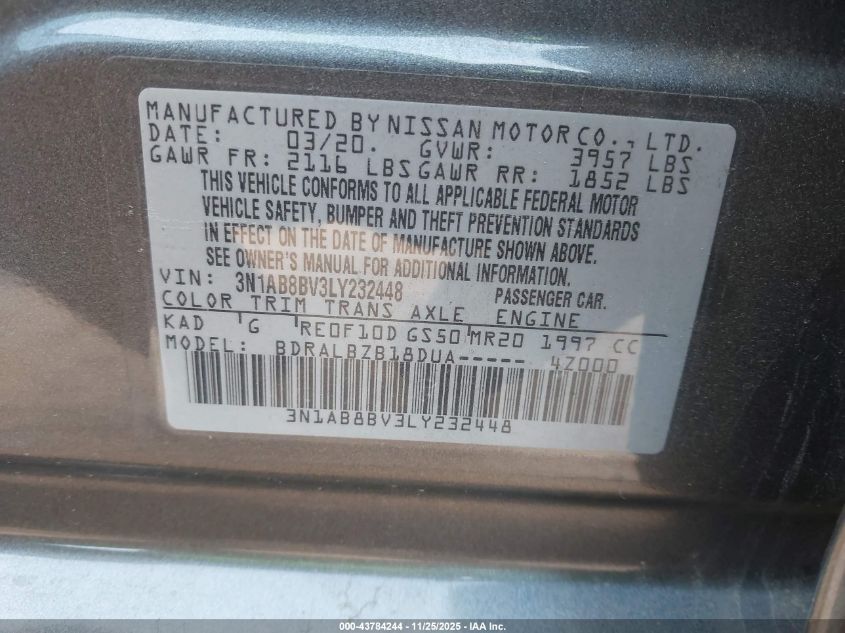 MANUFACTURED BY NISSAN MOTOR CO., LTD.
DATE: 03/20. GVWR: 3957 LBS
GAWR FR: 2116 LBS GAWR RR: 1852 LBS
THIS VEHICLE CONFORMS TO ALL APPLICABLE FEDERAL MOTOR
VEHICLE SAFETY, BUMPER AND THEFT PREVENTION STANDARDS
IN EFFECT ON THE DATE OF MANUFACTURE SHOWN ABOVE.
SEE OWNER'S MANUAL FOR ADDITIONAL INFORMATION.
VIN: 3N1AB8BV3LY232448 PASSENGER CAR.
COLOR TRIM TRANS AXLE ENGINE
KAD G RE0F10D GS50 MR20 1997 CC
MODEL: BDRALBZB18DUA----- 4Z000
3N1AB8BV3LY232448
000-43784244 - 11/25/2025 - IAA Inc.